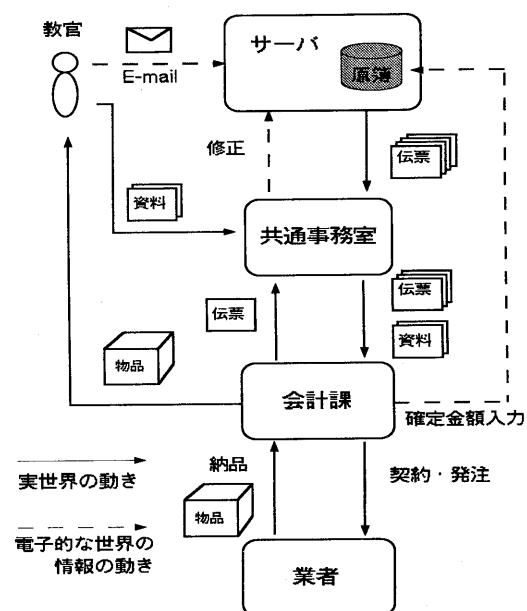 教官
E-mail
サーバ
原簿
修正
伝票
資料
共通事務室
伝票
伝票
資料
物品
会計課
確定金額入力
実世界の動き
納品
物品
契約・発注
電子的な世界の
情報の動き
業者